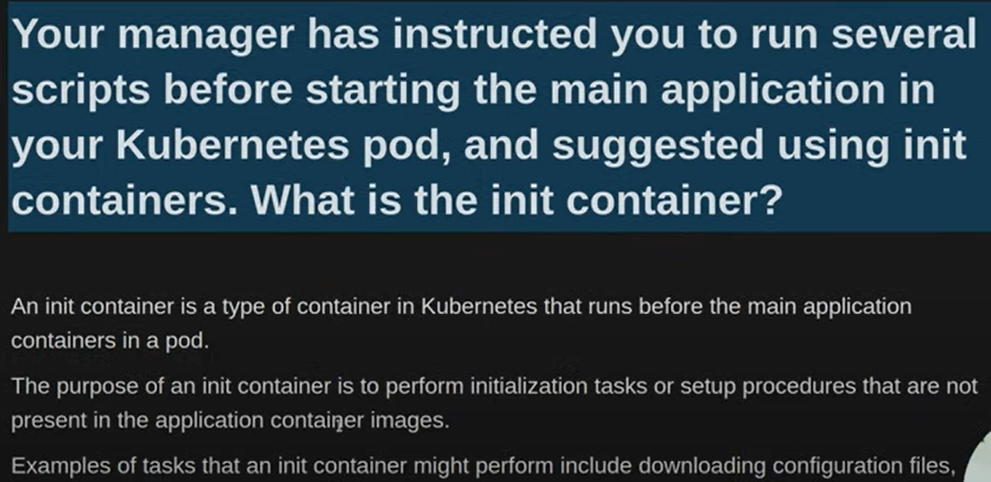 Your manager has instructed you to run several
scripts before starting the main application in
your Kubernetes pod, and suggested using init
containers. What is the init container?
An init container is a type of container in Kubernetes that runs before the main application
containers in a pod.
The purpose of an init container is to perform initialization tasks or setup procedures that are not
present in the application container images.
Examples of tasks that an init container might perform include downloading configuration files,